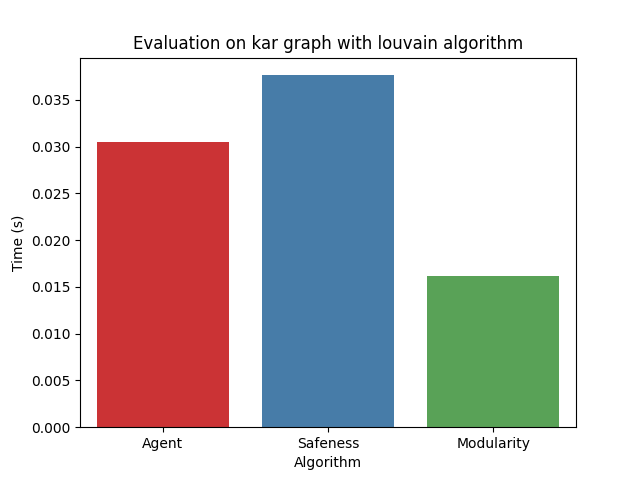 Evaluation on kar graph with louvain algorithm
Time (s)
0.035
0.030
0.025
0.020
0.015
0.010
0.005
0.000
Agent Safeness Modularity
Algorithm